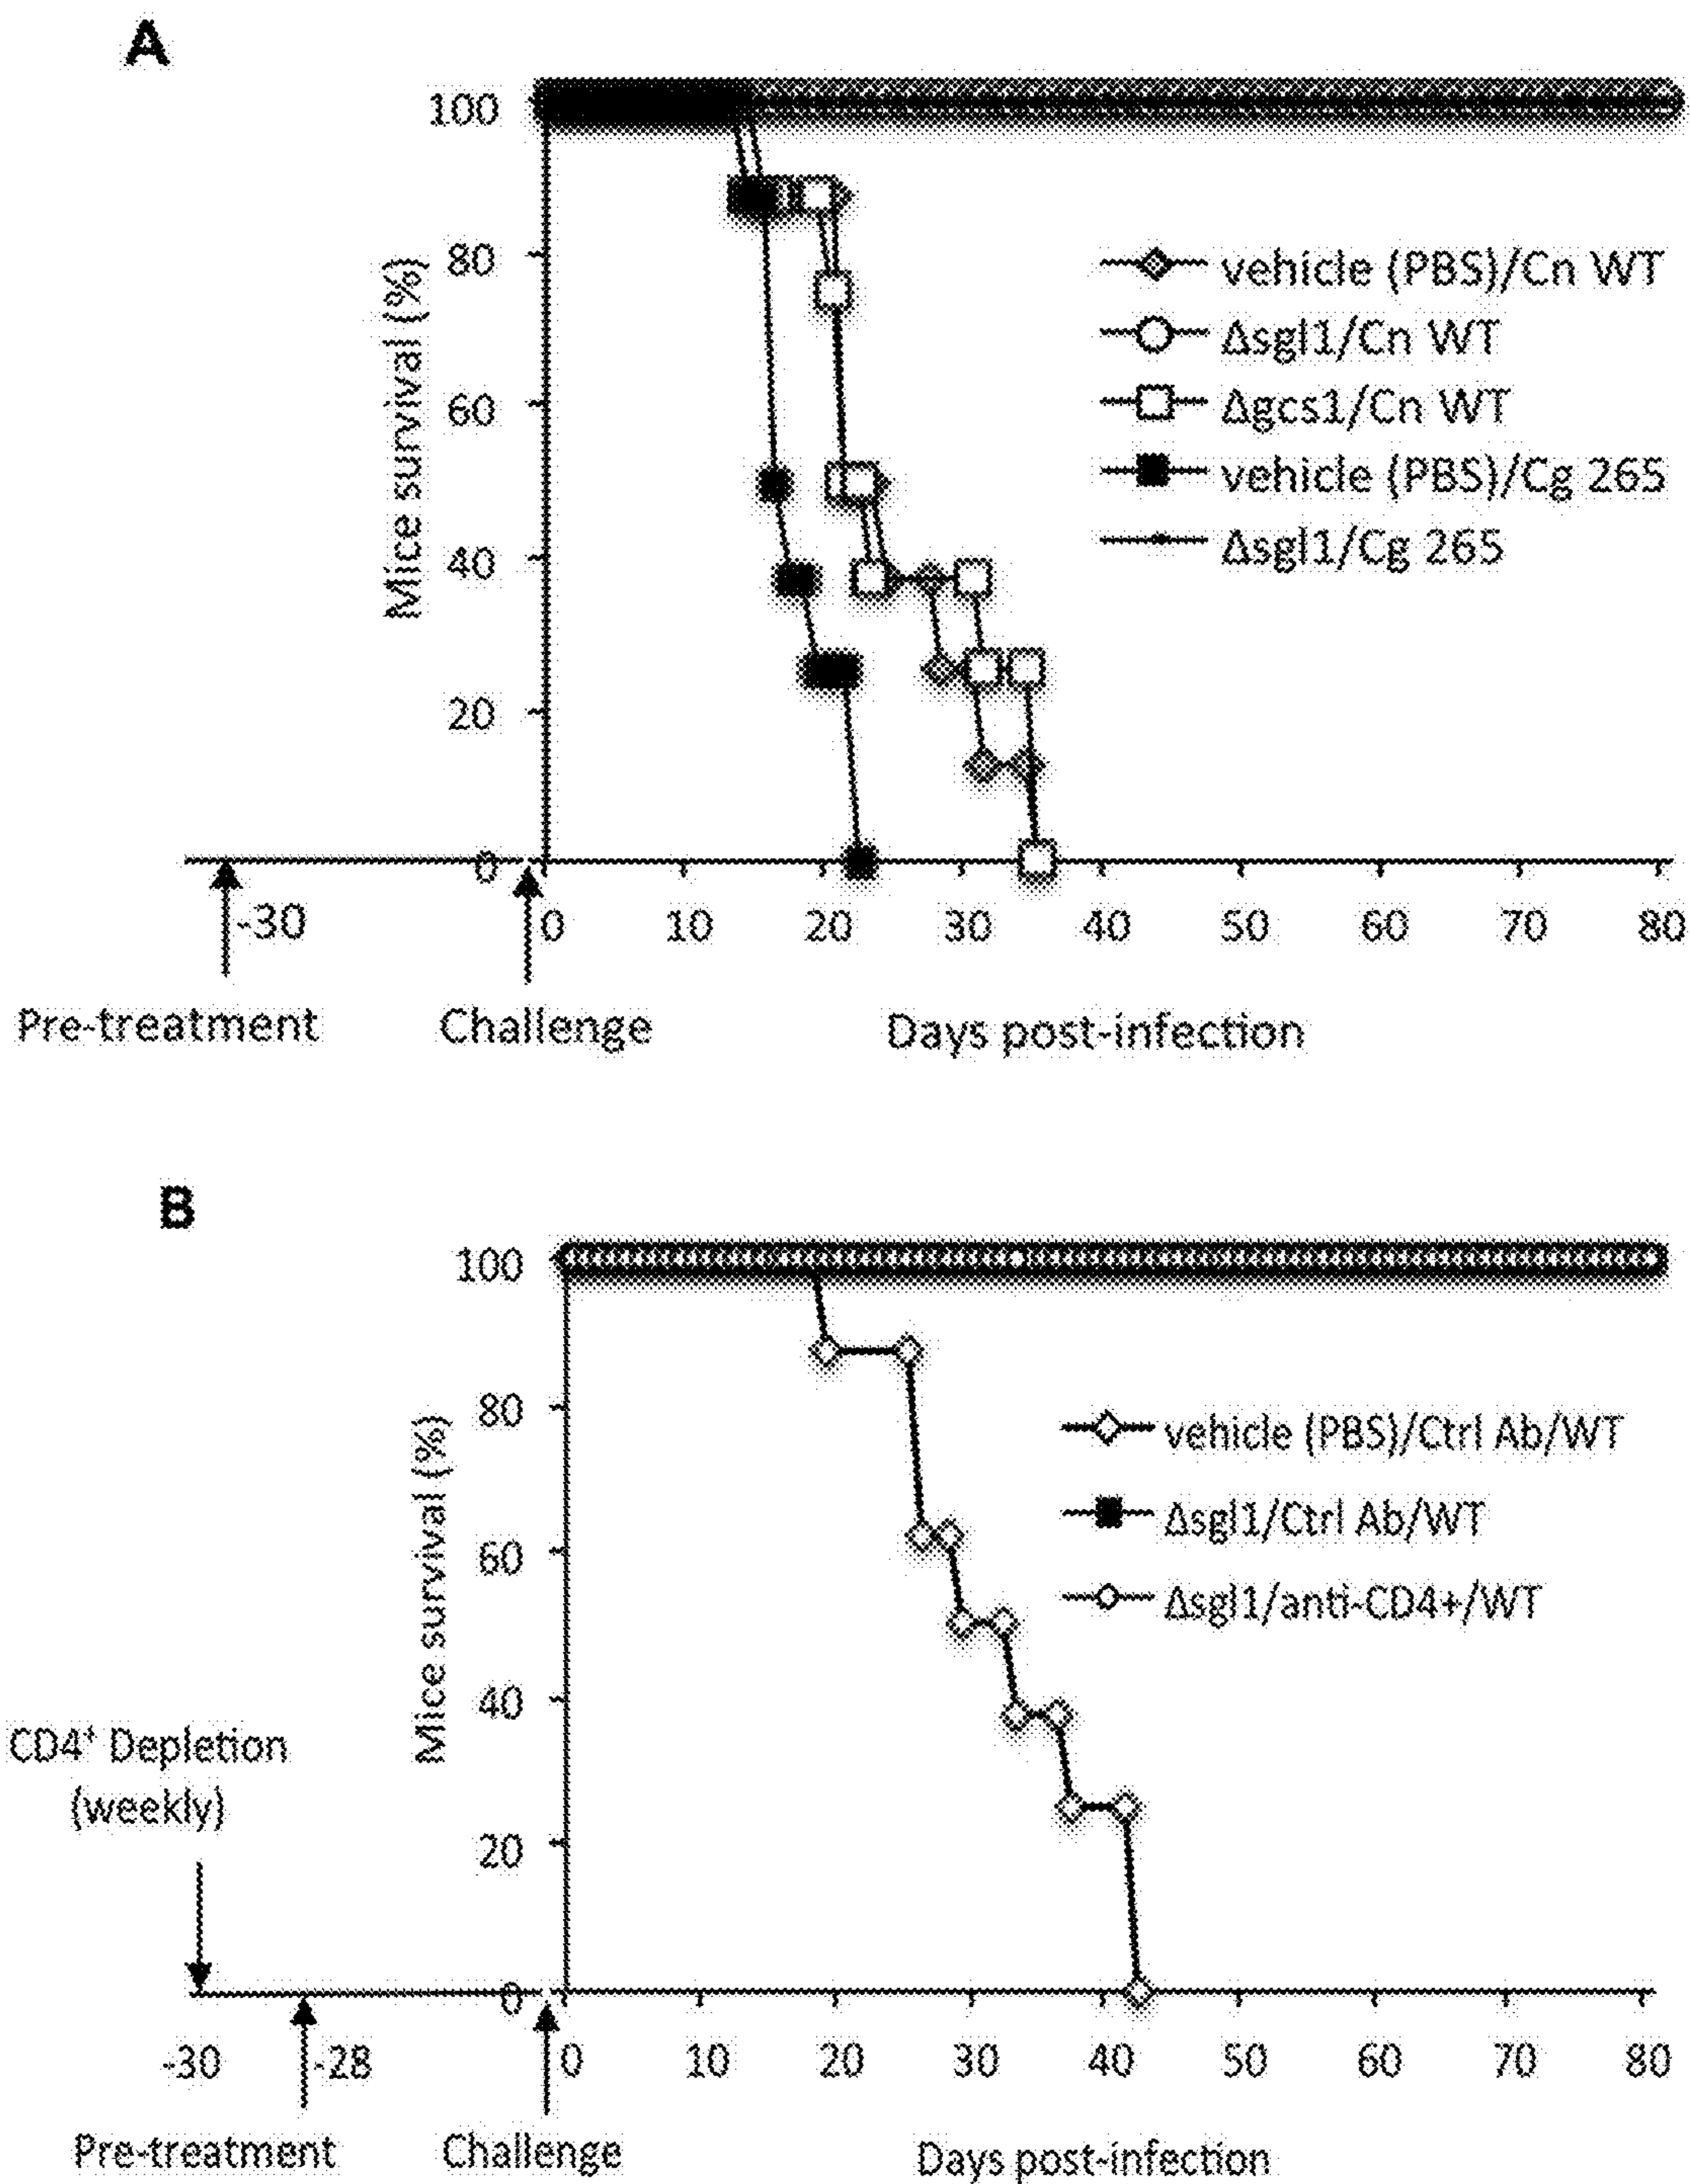 A
Mice survival (%)
100
80
60
40
20
0
vehicle (PBS)/Cn WT
Δsgl1/Cn WT
Δgcs1/Cn WT
vehicle (PBS)/Cg 265
Δsgl1/Cg 265
-30
0 10 20 30 40 50 60 70 80
Pre-treatment Challenge Days post-infection
B
Mice survival (%)
100
80
60
40
20
0
vehicle (PBS)/Ctrl Ab/WT
Δsgl1/Ctrl Ab/WT
Δsgl1/anti-CD4+/WT
CD4⁺ Depletion
(weekly)
-30 -28 0 10 20 30 40 50 60 70 80
Pre-treatment Challenge Days post-infection